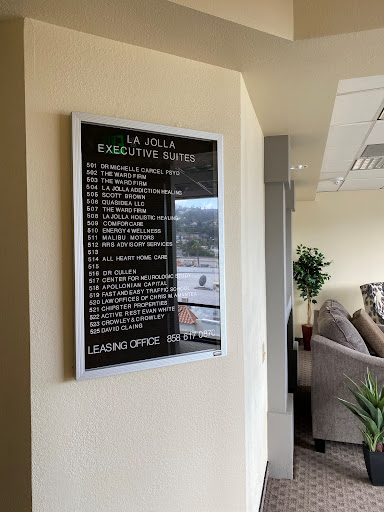 LA JOLLA
EXECUTIVE SUITES
501 DR MICHELLE CARCEL PSYD
502 THE WARD FIRM
503 THE WARD FIRM
504 LA JOLLA ADDICTION HEALING
505 SCOTT BROWN
506 QUASIDEA LLC
507 THE WARD FIRM
508 LA JOLLA HOLISTIC HEALING
509 COMFORCARE
510 ENERGY 4 WELLNESS
511 MALIBU MOTORS
512 RRS ADVISORY SERVICES
513
514 ALL HEART HOME CARE
515
516 DR CULLEN
517 CENTER FOR NEUROLOGIC STUDY
518 APOLLONIAN CAPITAL
519 FAST AND EASY TRAFFIC SCHOOL
520 LAW OFFICES OF CHRIS M
521 CHIPSTER PROPERTIES
522 ACTIVE REST EVAN WHITE
523 CROWLEY & CROWLEY
525 DAVID CLAING
LEASING OFFICE 858 617 0870